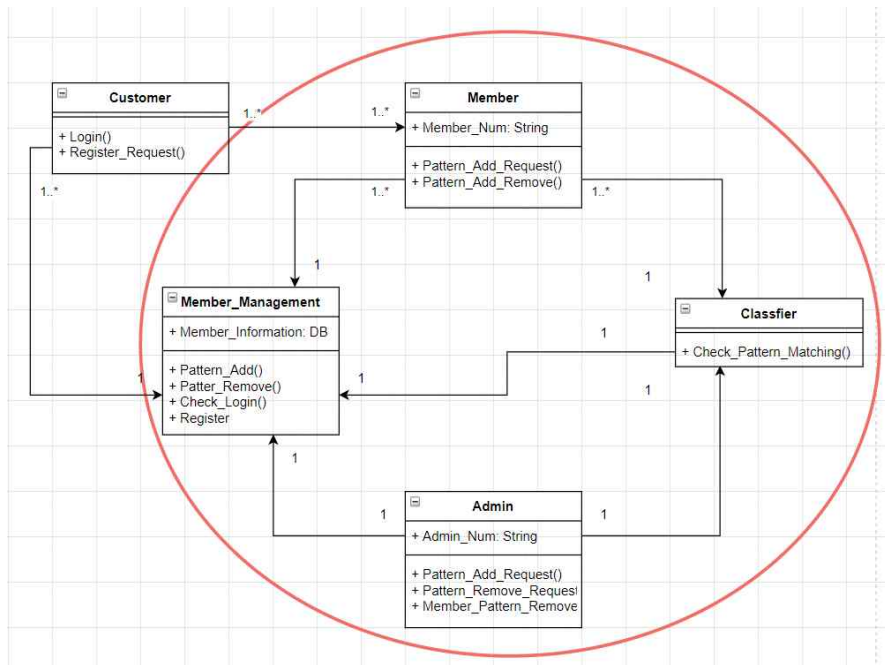 Customer
+ Login()
+ Register_Request()
1..*
1..*
Member
+ Member_Num: String
+ Pattern_Add_Request()
+ Pattern_Add_Remove()
1..*
1..*
1..*
1
1
Member_Management
+ Member_Information: DB
+ Pattern_Add()
+ Patter_Remove()
+ Check_Login()
+ Register
Classfier
+ Check_Pattern_Matching()
1
1
1
1
1
1
1
Admin
+ Admin_Num: String
+ Pattern_Add_Request()
+ Pattern_Remove_Request
+ Member_Pattern_Remove